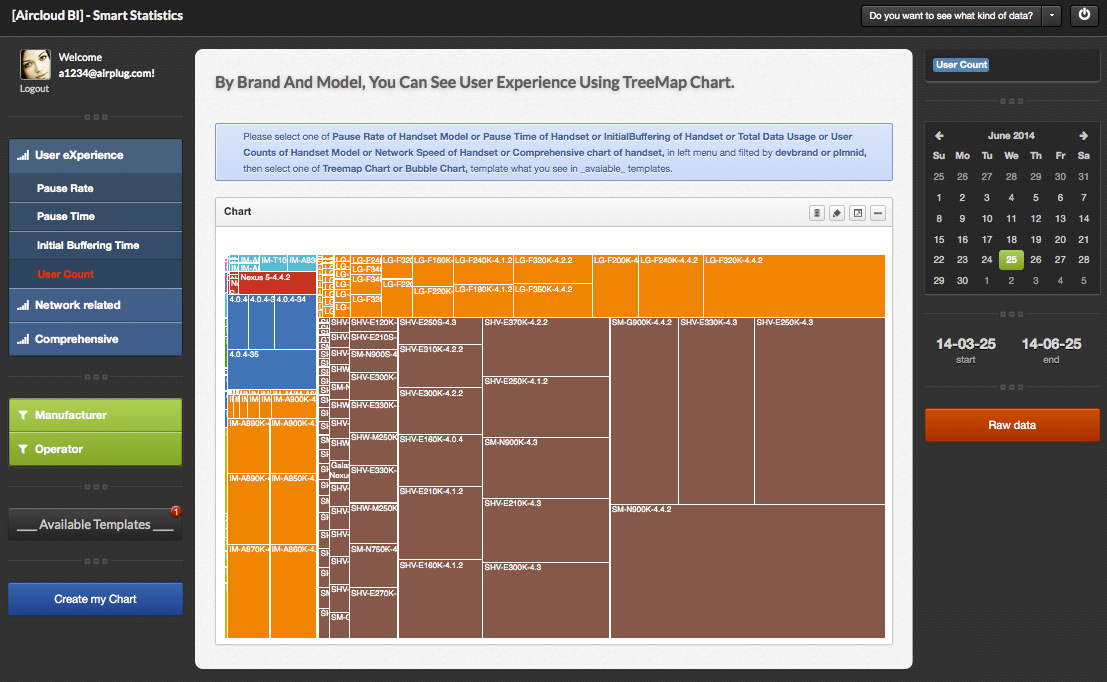 [Aircloud BI] - Smart Statistics
Do you want to see what kind of data?
Welcome
a1234@airplug.com!
Logout
User eXperience
Pause Rate
Pause Time
Initial Buffering Time
User Count
Network related
Comprehensive
Manufacturer
Operator
___ Available Templates ___
1
Create my Chart
By Brand And Model, You Can See User Experience Using TreeMap Chart.
Please select one of Pause Rate of Handset Model or Pause Time of Handset or InitialBuffering of Handset or Total Data Usage or User
Counts of Handset Model or Network Speed of Handset or Comprehensive chart of handset, in left menu and filted by devbrand or plmnid,
then select one of Treemap Chart or Bubble Chart, template what you see in _avaiable_ templates.
Chart
IM-T10
IM-A83
Nexus 5-4.4.2
4.0.4
4.0.4-3
4.0.4-34
4.0.4-35
IM-A900K-4
IM-A890K-
IM-A900K-4.
IM-A890K-4
IM-A850K-4.
IM-A870K-4
IM-A860K-4.
LG-F240
LG-F320
LG-F160K-
LG-F240K-4.1.2
LG-F320K-4.2.2
LG-F200K-4
LG-F240K-4.2.2
LG-F320K-4.4.2
LG-F340
LG-F220
LG-F220K-
LG-F180K-4.1.2
LG-F350K-4.4.2
LG-F320
SHV-E120K-
SHV-E210S-
SM-N900S-4
SHV-E300K-
SHV-E330K-
SHW-M250K
SHV-E330K-
SHW-M250K
SM-N750K-4
SHV-E270K-
Galax
Nexus
SHV-E250S-4.3
SHV-E310K-4.2.2
SHV-E300K-4.2.2
SHV-E160K-4.0.4
SHV-E210K-4.1.2
SHV-E160K-4.1.2
SHV-E370K-4.2.2
SHV-E250K-4.1.2
SM-N900K-4.3
SHV-E210K-4.3
SHV-E300K-4.3
SM-G900K-4.4.2
SHV-E330K-4.3
SHV-E250K-4.3
SM-N900K-4.4.2
User Count
June 2014
Su Mo Tu We Th Fr Sa
25 26 27 28 29 30 31
1 2 3 4 5 6 7
8 9 10 11 12 13 14
15 16 17 18 19 20 21
22 23 24 25 26 27 28
29 30 1 2 3 4 5
14-03-25 14-06-25
start end
Raw data